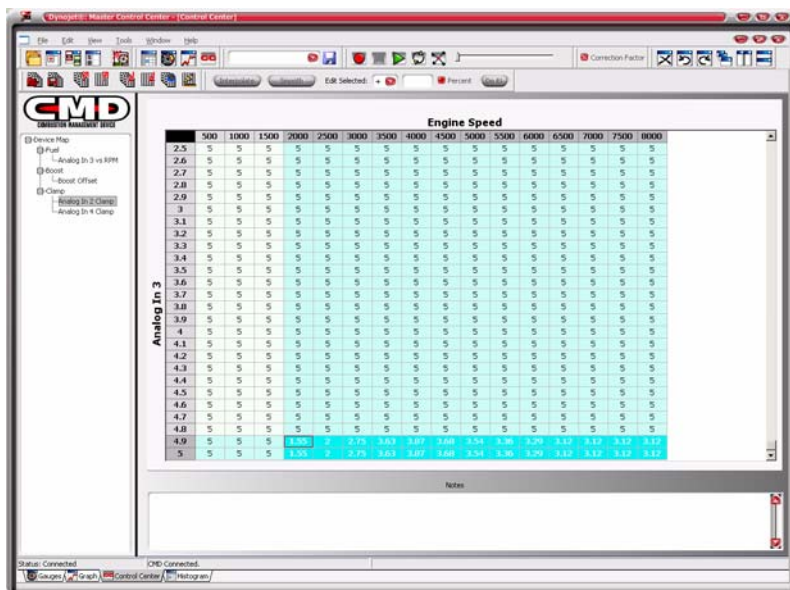 Dynojet®: Master Control Center - [Control Center]
File Edit View Tools Window Help
Correction Factor
Interpolate Smooth Edit Selected: + Percent Do It!
CMD
COMBUSTION MANAGEMENT DEVICE
Device Map
Fuel
Analog In 3 vs RPM
Boost
Boost Offset
Clamp
Analog In 2 Clamp
Analog In 4 Clamp
Engine Speed
Analog In 3
500 1000 1500 2000 2500 3000 3500 4000 4500 5000 5500 6000 6500 7000 7500 8000
2.5 5 5 5 5 5 5 5 5 5 5 5 5 5 5 5 5
2.6 5 5 5 5 5 5 5 5 5 5 5 5 5 5 5 5
2.7 5 5 5 5 5 5 5 5 5 5 5 5 5 5 5 5
2.8 5 5 5 5 5 5 5 5 5 5 5 5 5 5 5 5
2.9 5 5 5 5 5 5 5 5 5 5 5 5 5 5 5 5
3 5 5 5 5 5 5 5 5 5 5 5 5 5 5 5 5
3.1 5 5 5 5 5 5 5 5 5 5 5 5 5 5 5 5
3.2 5 5 5 5 5 5 5 5 5 5 5 5 5 5 5 5
3.3 5 5 5 5 5 5 5 5 5 5 5 5 5 5 5 5
3.4 5 5 5 5 5 5 5 5 5 5 5 5 5 5 5 5
3.5 5 5 5 5 5 5 5 5 5 5 5 5 5 5 5 5
3.6 5 5 5 5 5 5 5 5 5 5 5 5 5 5 5 5
3.7 5 5 5 5 5 5 5 5 5 5 5 5 5 5 5 5
3.8 5 5 5 5 5 5 5 5 5 5 5 5 5 5 5 5
3.9 5 5 5 5 5 5 5 5 5 5 5 5 5 5 5 5
4 5 5 5 5 5 5 5 5 5 5 5 5 5 5 5 5
4.1 5 5 5 5 5 5 5 5 5 5 5 5 5 5 5 5
4.2 5 5 5 5 5 5 5 5 5 5 5 5 5 5 5 5
4.3 5 5 5 5 5 5 5 5 5 5 5 5 5 5 5 5
4.4 5 5 5 5 5 5 5 5 5 5 5 5 5 5 5 5
4.5 5 5 5 5 5 5 5 5 5 5 5 5 5 5 5 5
4.6 5 5 5 5 5 5 5 5 5 5 5 5 5 5 5 5
4.7 5 5 5 5 5 5 5 5 5 5 5 5 5 5 5 5
4.8 5 5 5 5 5 5 5 5 5 5 5 5 5 5 5 5
4.9 5 5 5 1.55 2 2.75 3.63 3.87 3.68 3.54 3.36 3.29 3.12 3.12 3.12 3.12
5 5 5 5 1.55 2 2.75 3.63 3.87 3.68 3.54 3.36 3.29 3.12 3.12 3.12 3.12
Notes
Status: Connected CMD Connected.
Gauges Graph Control Center Histogram